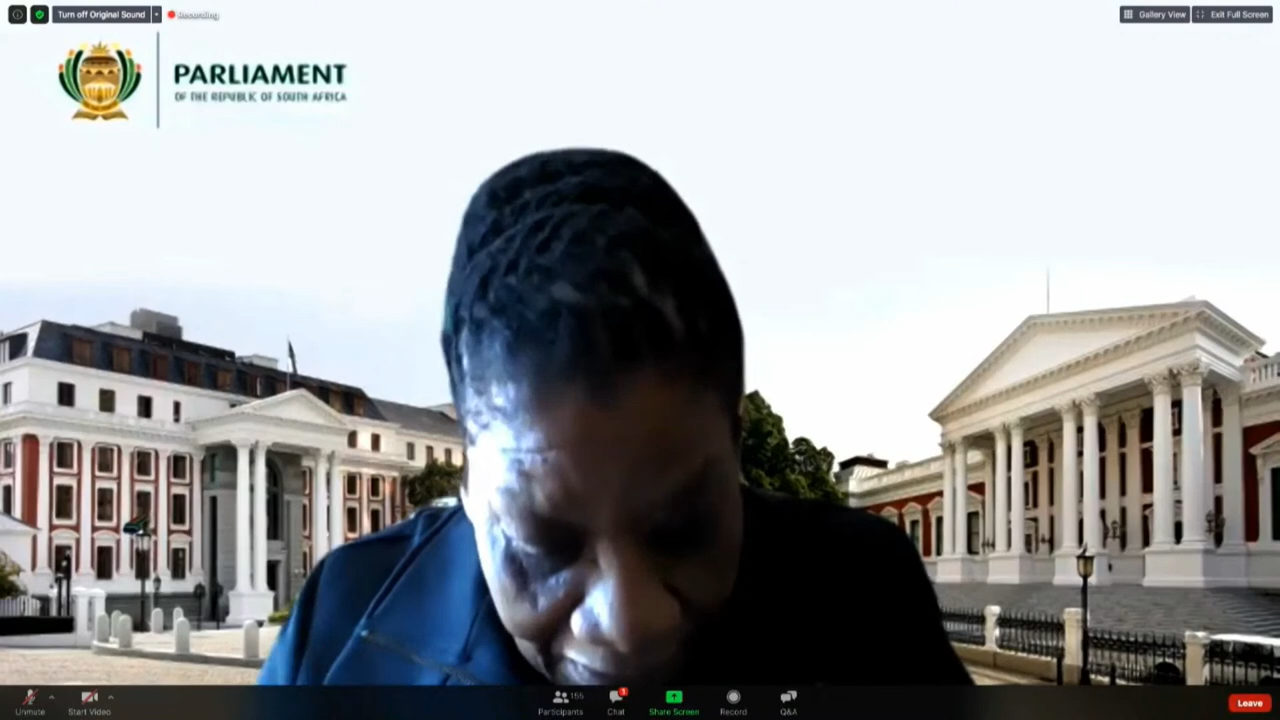 Turn off Original Sound
Recording
Gallery View
Exit Full Screen
PARLIAMENT
OF THE REPUBLIC OF SOUTH AFRICA
Unmute
Start Video
155
Participants
1
Chat
Share Screen
Record
Q&A
Leave